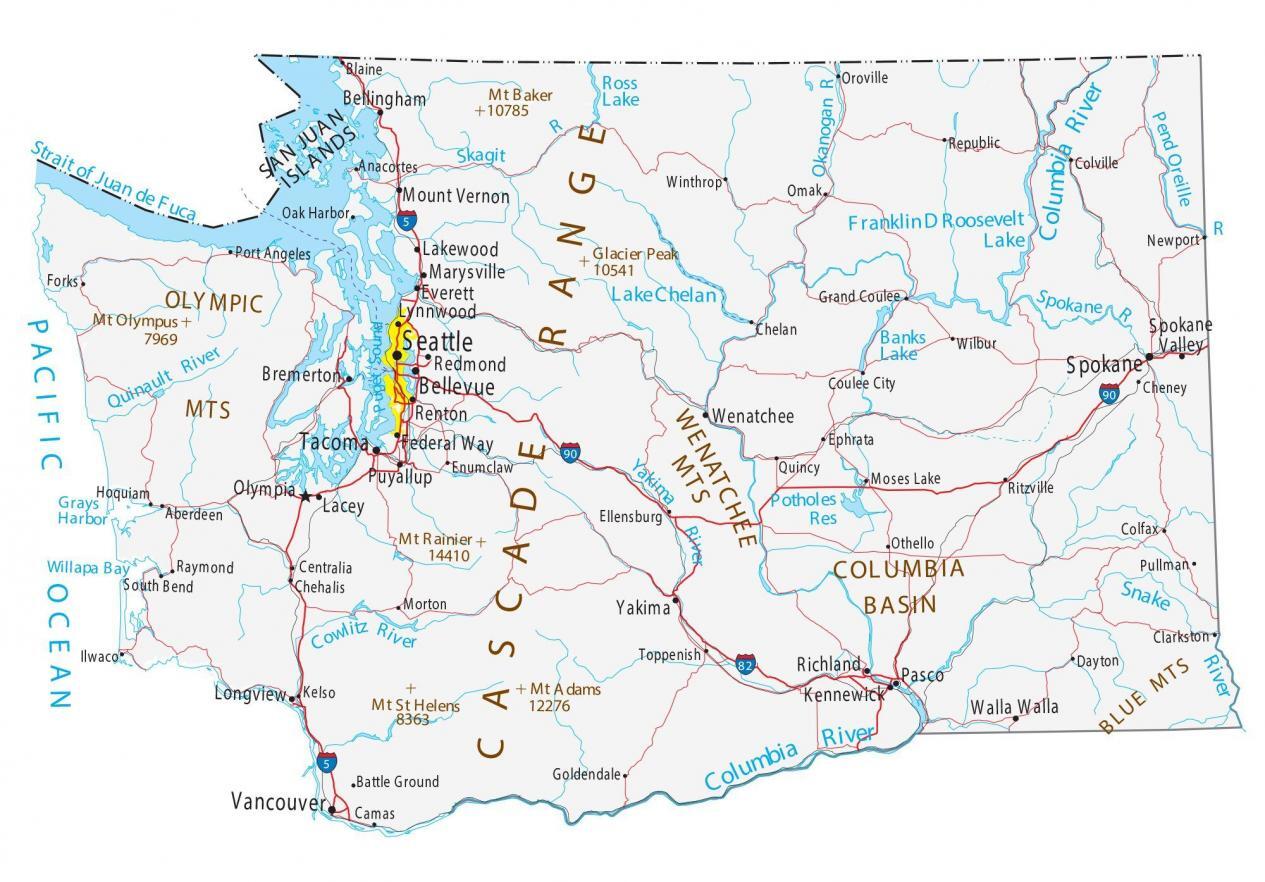 Blaine
Bellingham
Mt Baker
+10785
Ross
Lake
Oroville
Okanogan R
Columbia River
Pend Oreille
R
SAN JUAN
ISLANDS
Strait of Juan de Fuca
Anacortes
Skagit
R
Republic
Colville
Winthrop
Omak
Mount Vernon
Oak Harbor
5
Franklin D Roosevelt
Lake
Newport
Port Angeles
Lakewood
Marysville
Everett
Glacier Peak
+ 10541
Lake Chelan
Grand Coulee
Spokane R.
Forks
OLYMPIC
MTS
Mt Olympus +
7969
Lynnwood
Seattle
Redmond
Bellevue
Renton
Puget Sound
Chelan
Banks
Lake
Wilbur
Spokane
Valley
Spokane
Cheney
90
Quinault River
Bremerton
Coulee City
Wenatchee
WENATCHEE
MTS
Tacoma
Federal Way
Enumclaw
Puyallup
90
Ephrata
Quincy
Moses Lake
Ritzville
Potholes
Res
Olympia
Lacey
Hoquiam
Grays
Harbor
Aberdeen
Yakima
River
Ellensburg
Mt Rainier +
14410
Othello
Colfax
Pullman
Willapa Bay
Raymond
South Bend
Centralia
Chehalis
COLUMBIA
BASIN
Snake
River
Morton
Cowlitz River
Yakima
Clarkston
Ilwaco
Toppenish
82
Richland
Pasco
Kennewick
Dayton
BLUE MTS
Longview
Kelso
+
Mt St Helens
8363
+ Mt Adams
12276
Walla Walla
5
Battle Ground
Goldendale
Columbia River
Vancouver
Camas
PACIFIC
OCEAN
CASCADE
RANGE